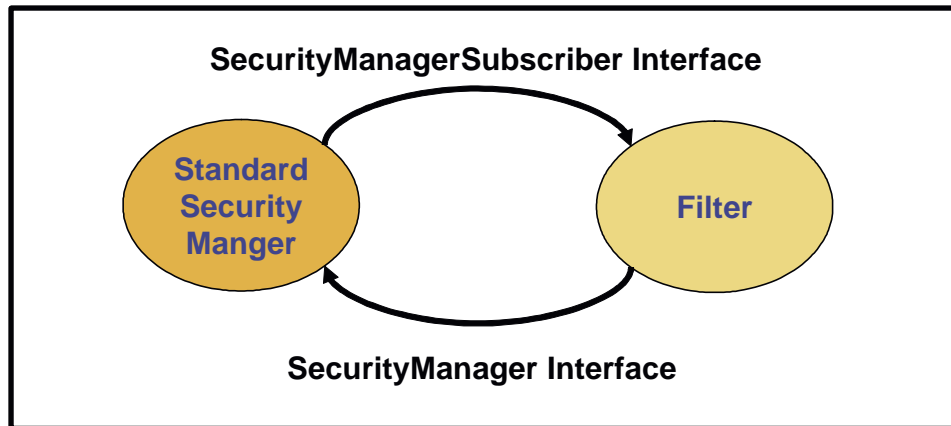 SecurityManagerSubscriber Interface
Standard
Security
Manger
Filter
SecurityManager Interface